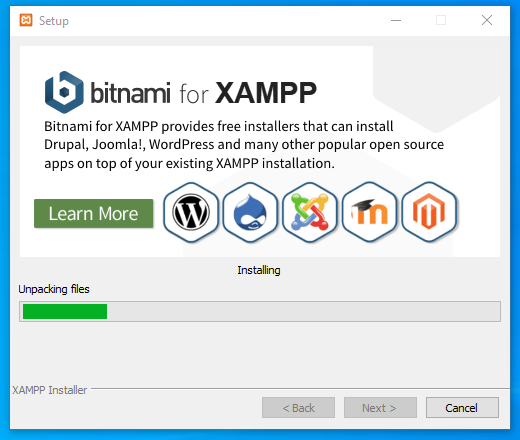 Setup
bitnami for XAMPP
Bitnami for XAMPP provides free installers that can install
Drupal, Joomla!, WordPress and many other popular open source
apps on top of your existing XAMPP installation.
Learn More
Installing
Unpacking files
XAMPP Installer
< Back
Next >
Cancel